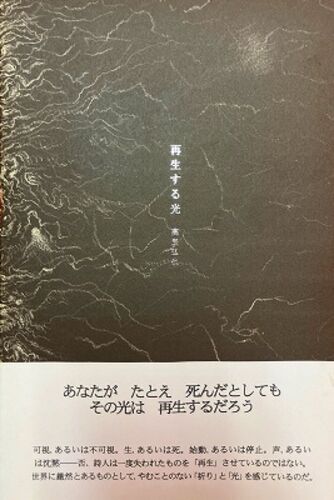 再生する光
あなたが たとえ 死んだとしても
その光は 再生するだろう
可視、あるいは不可視。生、あるいは死。始動、あるいは停止。声、あるい
は沈黙——否、詩人は一度失われたものを「再生」させているのではない。
世界に厳然とあるものとして、やむことのない「祈り」と「光」を感じているのだ。